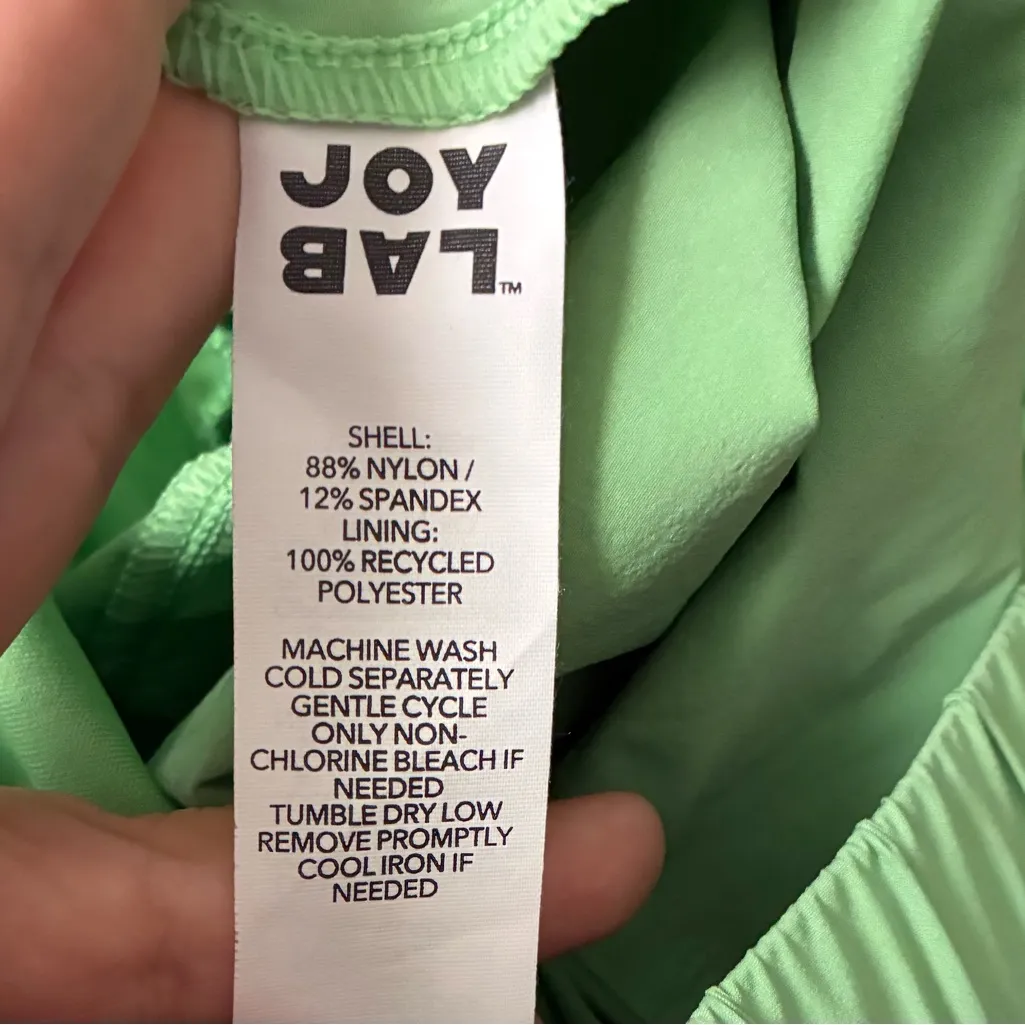 JOY
LAB™
SHELL:
88% NYLON /
12% SPANDEX
LINING:
100% RECYCLED
POLYESTER
MACHINE WASH
COLD SEPARATELY
GENTLE CYCLE
ONLY NON-
CHLORINE BLEACH IF
NEEDED
TUMBLE DRY LOW
REMOVE PROMPTLY
COOL IRON IF
NEEDED